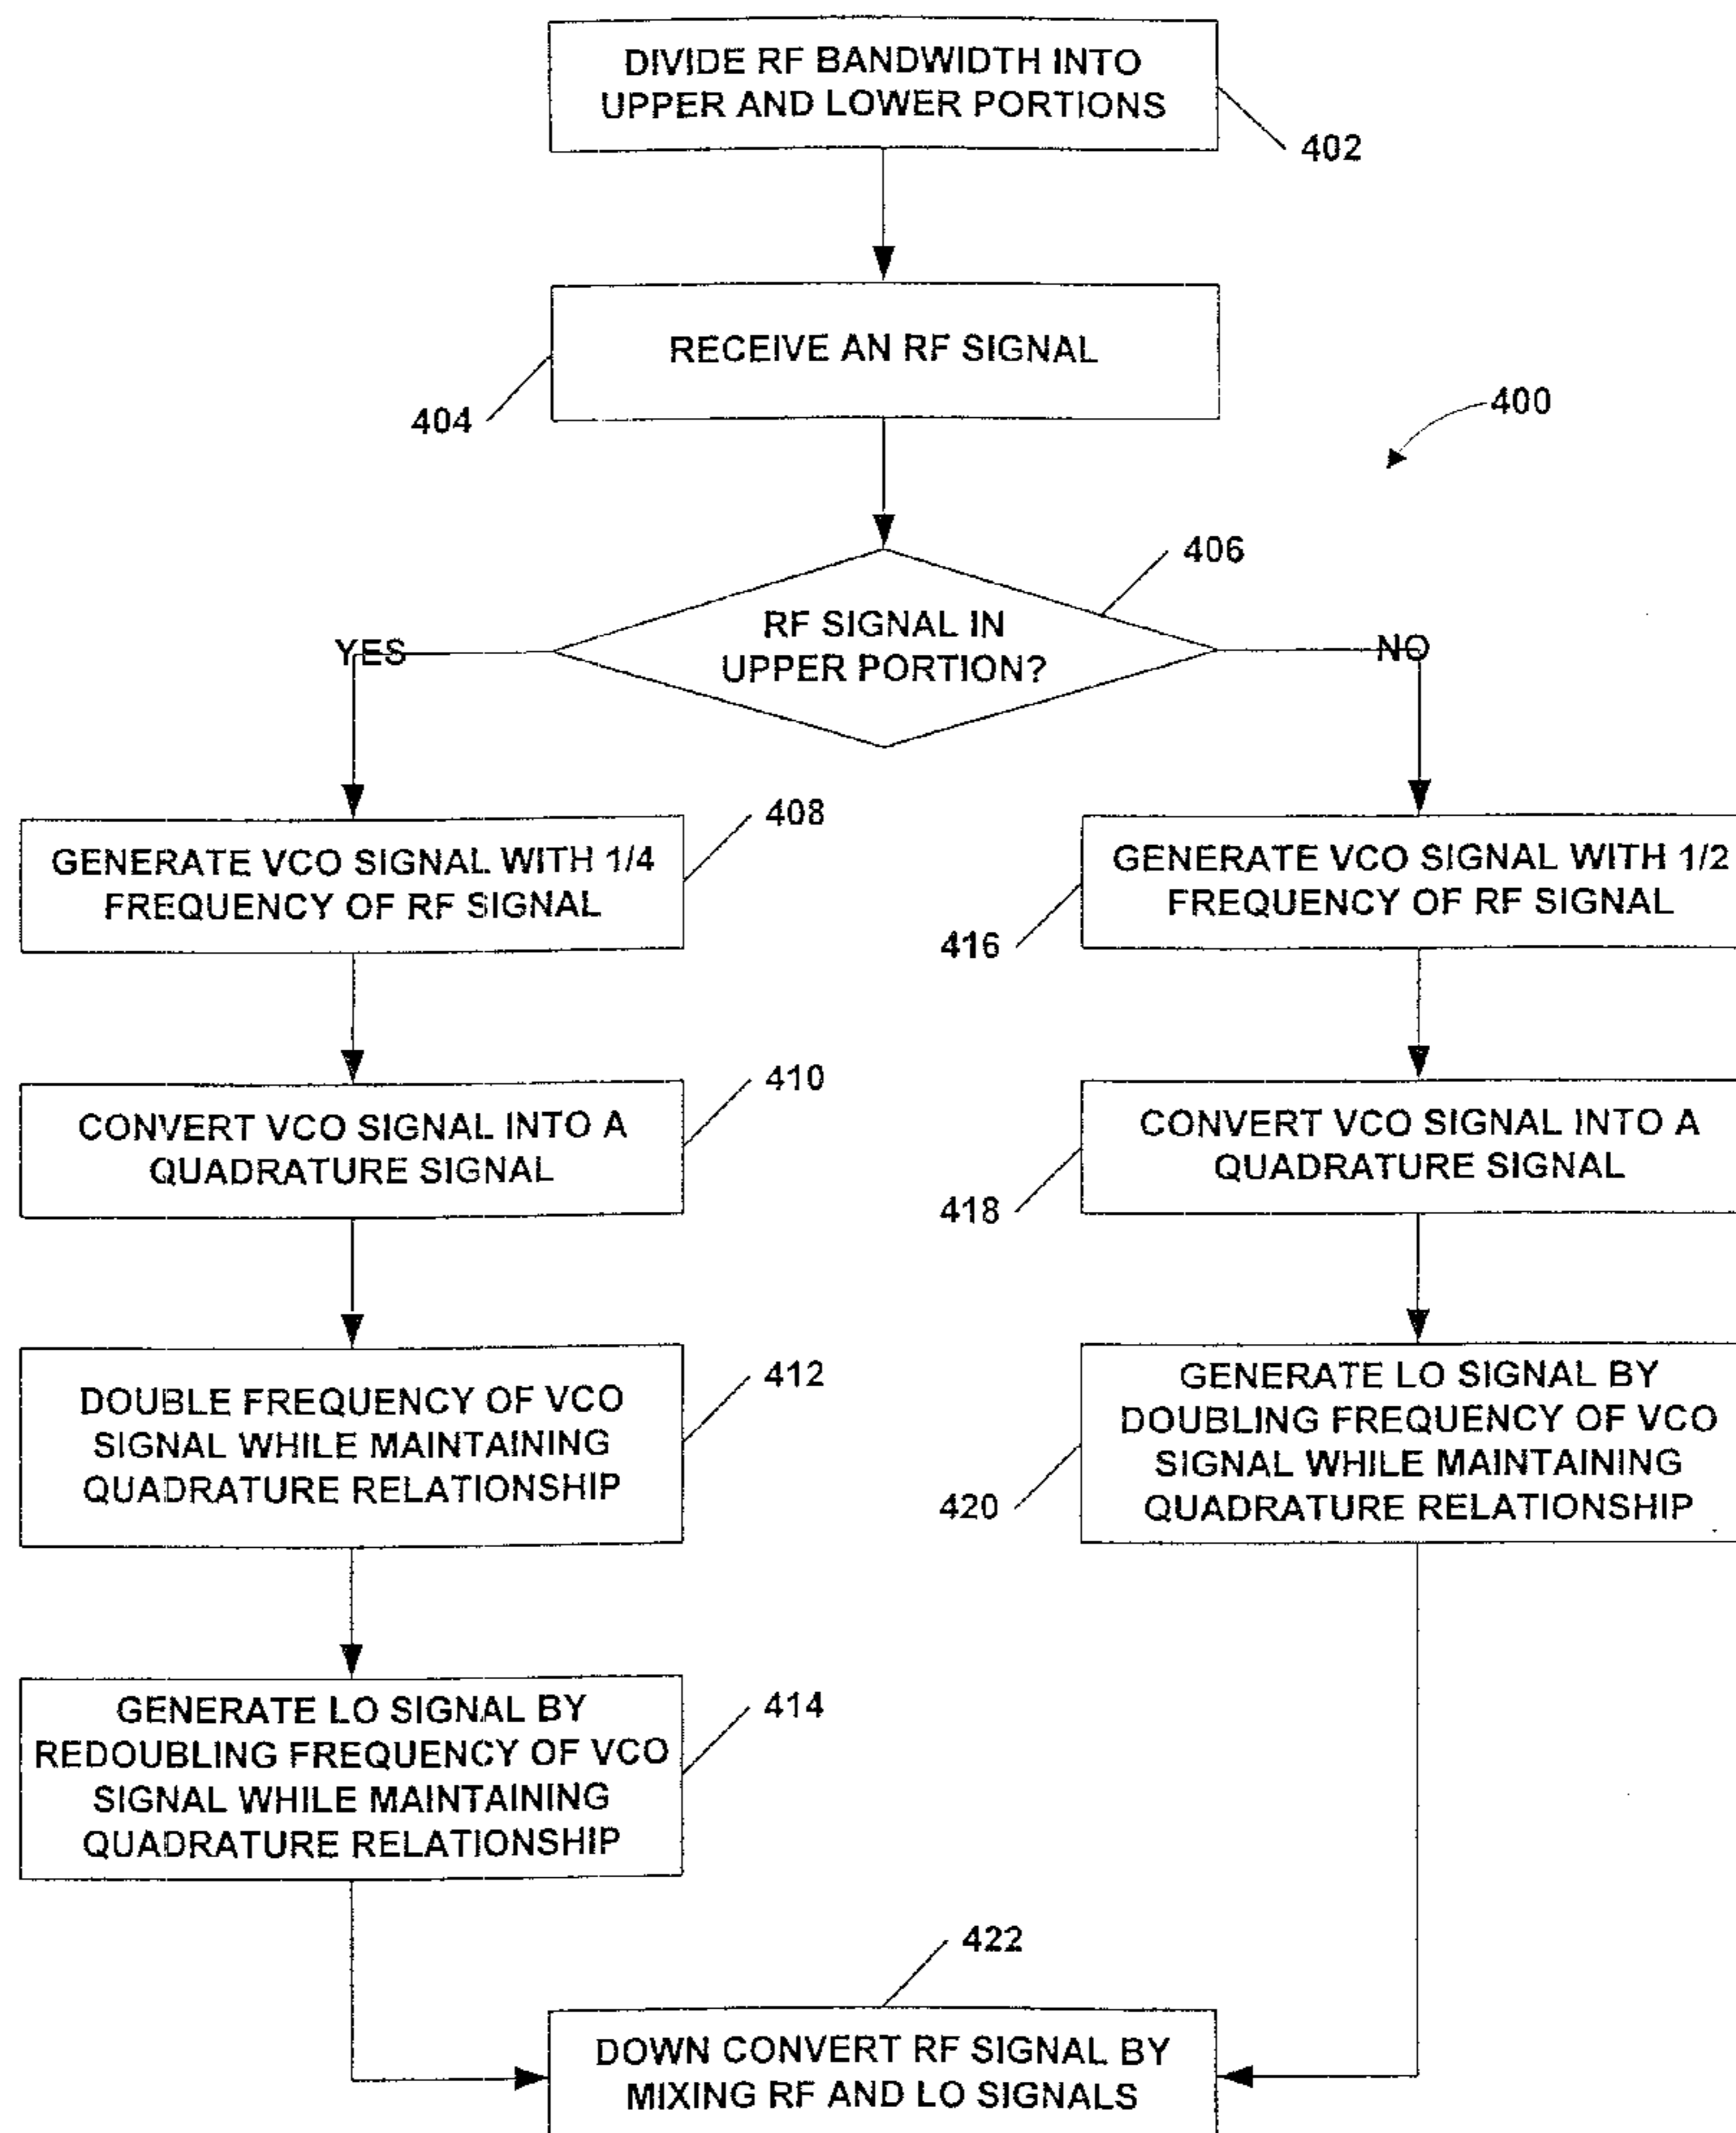 DIVIDE RF BANDWIDTH INTO
UPPER AND LOWER PORTIONS
402
RECEIVE AN RF SIGNAL
404
400
406
RF SIGNAL IN
UPPER PORTION?
YES
NO
408
GENERATE VCO SIGNAL WITH 1/4
FREQUENCY OF RF SIGNAL
GENERATE VCO SIGNAL WITH 1/2
FREQUENCY OF RF SIGNAL
416
410
CONVERT VCO SIGNAL INTO A
QUADRATURE SIGNAL
CONVERT VCO SIGNAL INTO A
QUADRATURE SIGNAL
418
412
DOUBLE FREQUENCY OF VCO
SIGNAL WHILE MAINTAINING
QUADRATURE RELATIONSHIP
GENERATE LO SIGNAL BY
DOUBLING FREQUENCY OF VCO
SIGNAL WHILE MAINTAINING
QUADRATURE RELATIONSHIP
420
414
GENERATE LO SIGNAL BY
REDOUBLING FREQUENCY OF VCO
SIGNAL WHILE MAINTAINING
QUADRATURE RELATIONSHIP
422
DOWN CONVERT RF SIGNAL BY
MIXING RF AND LO SIGNALS